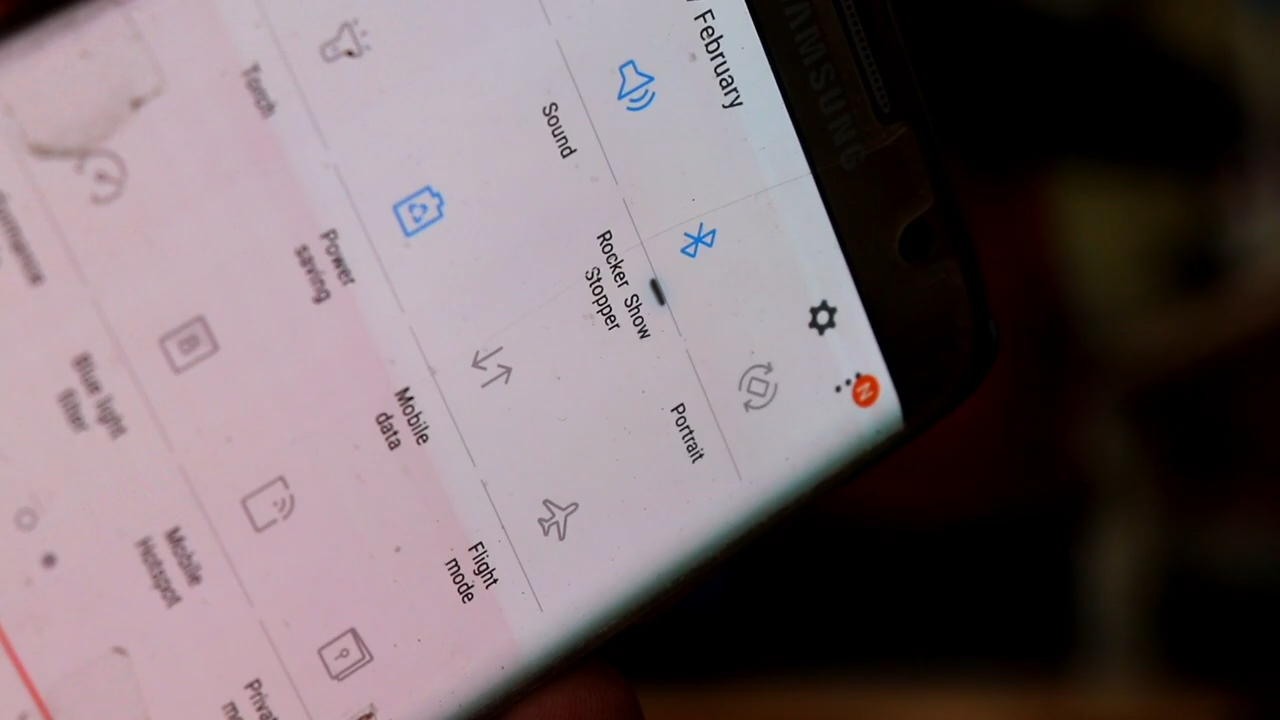 SAMSUNG
February
Sound
Rocker Show
Stopper
Portrait
Torch
Power
saving
Mobile
data
Flight
mode
Blue light
filter
Mobile
Hotspot
N